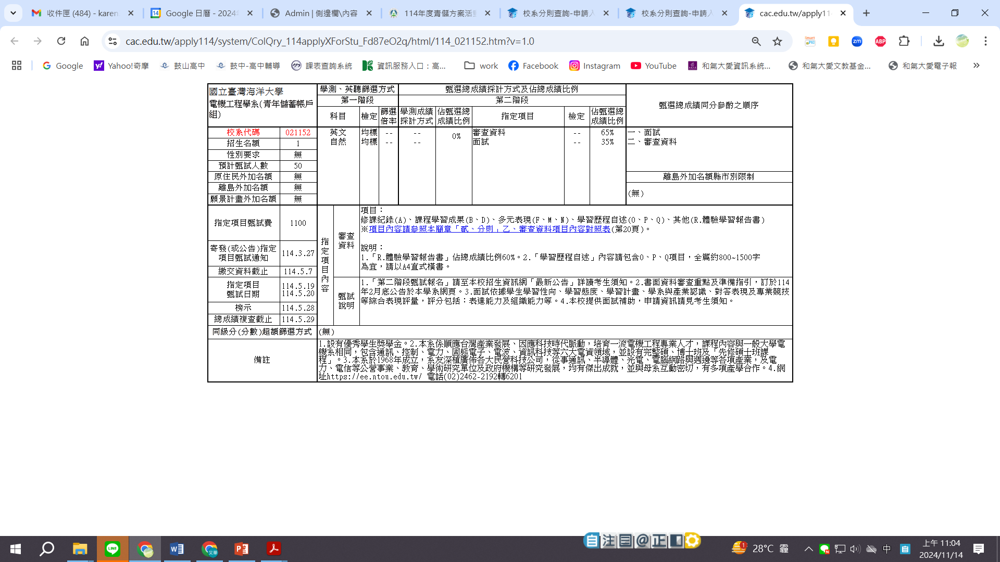 收件匣 (484) - karen
Google 日曆 - 2024
Admin | 側邊欄\內容
114年度青儲方案活
校系分則查詢-申請入
校系分則查詢-申請入
cac.edu.tw/apply11
cac.edu.tw/apply114/system/ColQry_114applyXForStu_Fd87eO2q/html/114_021152.htm?v=1.0
Google
Yahoo!奇摩
鼓山高中
鼓中-高中輔導
課表查詢系統
資訊服務入口：高...
work
Facebook
Instagram
YouTube
和氣大愛資訊系統...
和氣大愛文教基金...
和氣大愛電子報
國立臺灣海洋大學
電機工程學系(青年儲蓄帳戶
組)
學測、英聽篩選方式
甄選總成績採計方式及佔總成績比例
甄選總成績同分參酌之順序
第一階段
第二階段
科目
檢定
篩選
倍率
學測成績
採計方式
佔甄選總
成績比例
指定項目
檢定
佔甄選總
成績比例
校系代碼 021152
招生名額 1
性別要求 無
預計甄試人數 50
原住民外加名額 無
離島外加名額 無
願景計畫外加名額 無
英文 均標 -- -- 審查資料 -- 65%
自然 均標 -- -- 面試 -- 35%
0%
一、面試
二、審查資料
離島外加名額縣市別限制
(無)
指定項目甄試費 1100
寄發(或公告)指定
項目甄試通知
114.3.27
繳交資料截止 114.5.7
指定項目
甄試日期
114.5.19
114.5.20
榜示 114.5.28
總成績複查截止 114.5.29
指定項目內容
審查
資料
項目：
修課紀錄(A)、課程學習成果(B、D)、多元表現(F、M、N)、學習歷程自述(O、P、Q)、其他(R.體驗學習報告書)
※項目內容請參照本簡章「貳、分則」乙、審查資料項目內容對照表(第20頁)。
說明：
1.「R.體驗學習報告書」佔總成績比例60%。2.「學習歷程自述」內容請包含O、P、Q項目，全篇約800~1500字
為宜，請以A4直式橫書。
甄試
說明
1.「第二階段甄試報名」請至本校招生資訊網「最新公告」詳讀考生須知。2.書面資料審查重點及準備指引，訂於114
年2月底公告於本學系網頁。3.面試依據學生學習性向、學習態度、學習計畫、學系與產業認識、對答表現及專業競技
等綜合表現評量，評分包括：表達能力及組織能力等。4.本校提供面試補助，申請資訊請見考生須知。
同級分(分數)超額篩選方式 (無)
備註
1.設有優秀學生獎學金。2.本系係順應台灣產業發展、因應科技時代脈動，培育一流電機工程專業人才，課程內容與一般大學電
機系相同，包含通訊、控制、電力、固態電子、電波、資訊科技等六大電資領域，並設有完整碩、博士班及「先修碩士班課
程」。3.本系於1968年成立，系友深植廣佈各大民營科技公司，從事通訊、半導體、光電、電腦網路與週邊等各項產業，及電
力、電信等公營事業、教育、學術研究單位及政府機構等研究發展，均有傑出成就，並與母系互動密切，有多項產學合作。4.網
址https://ee.ntou.edu.tw/ 電話(02)2462-2192轉6201
自注@正
28°C 霾
中
自
上午 11:04
2024/11/14